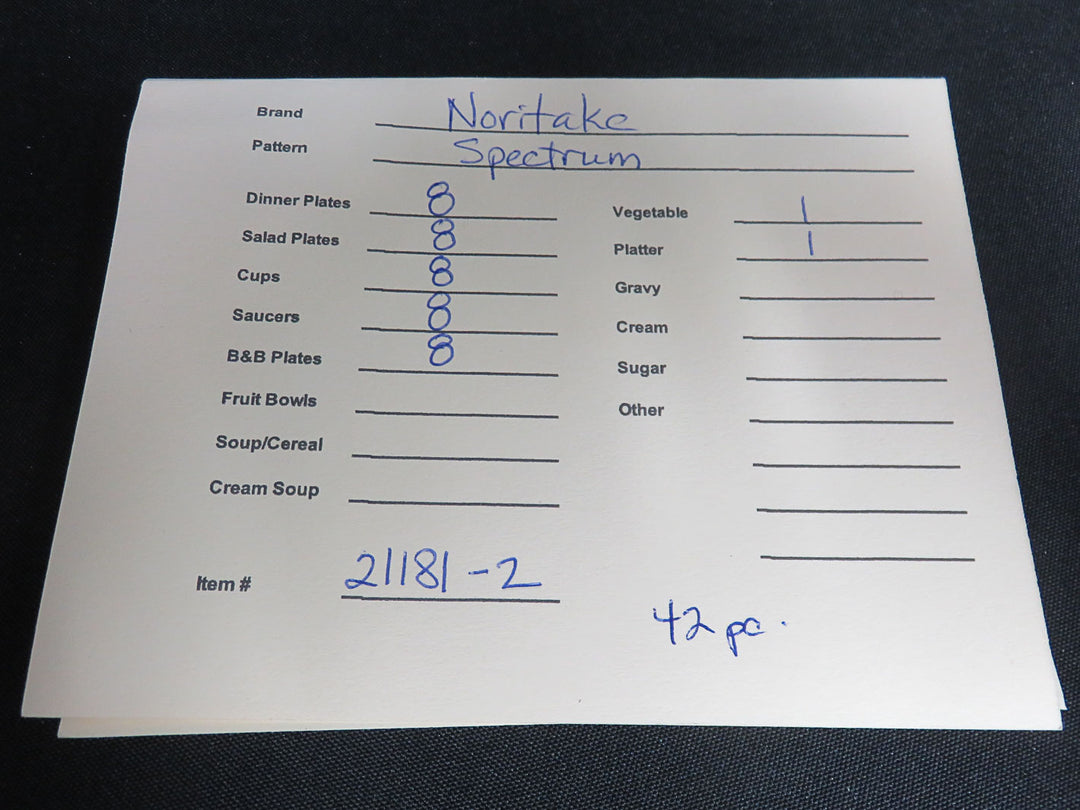 Brand Noritake
Pattern Spectrum
Dinner Plates 8
Salad Plates 8
Cups 8
Saucers 8
B&B Plates 8
Fruit Bowls
Soup/Cereal
Cream Soup
Vegetable 1
Platter 1
Gravy
Cream
Sugar
Other
Item # 21181-2
42 pc.